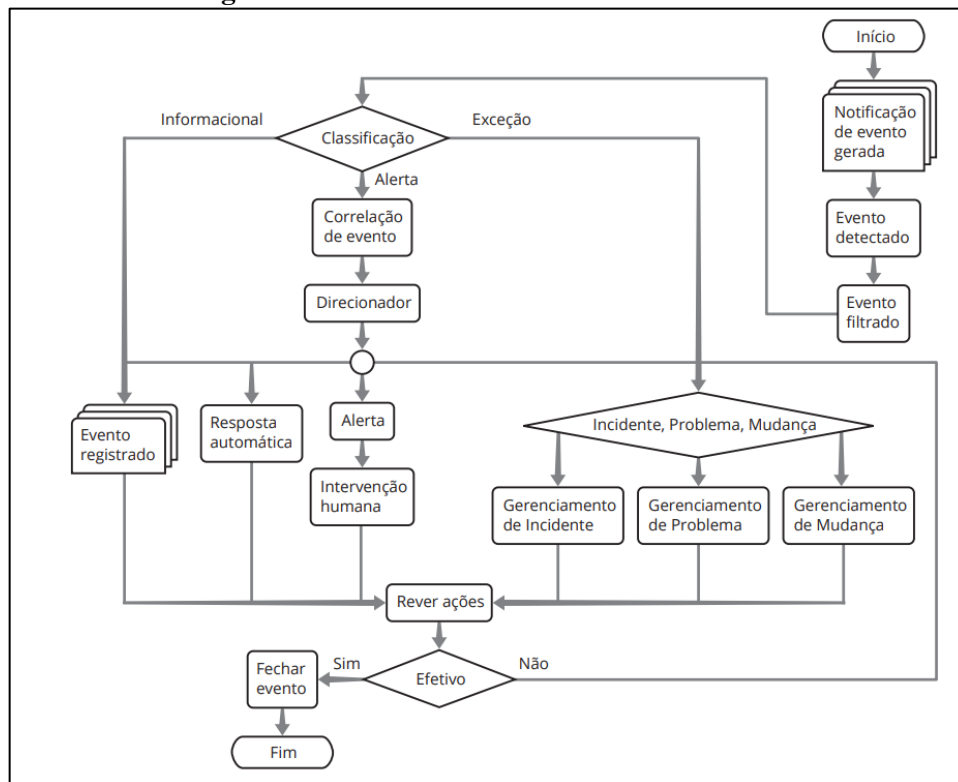 Início
Notificação
de evento
gerada
Evento
detectado
Evento
filtrado
Informacional
Classificação
Exceção
Alerta
Correlação
de evento
Direcionador
Evento
registrado
Resposta
automática
Alerta
Intervenção
humana
Incidente, Problema, Mudança
Gerenciamento
de Incidente
Gerenciamento
de Problema
Gerenciamento
de Mudança
Rever ações
Efetivo
Sim
Não
Fechar
evento
Fim